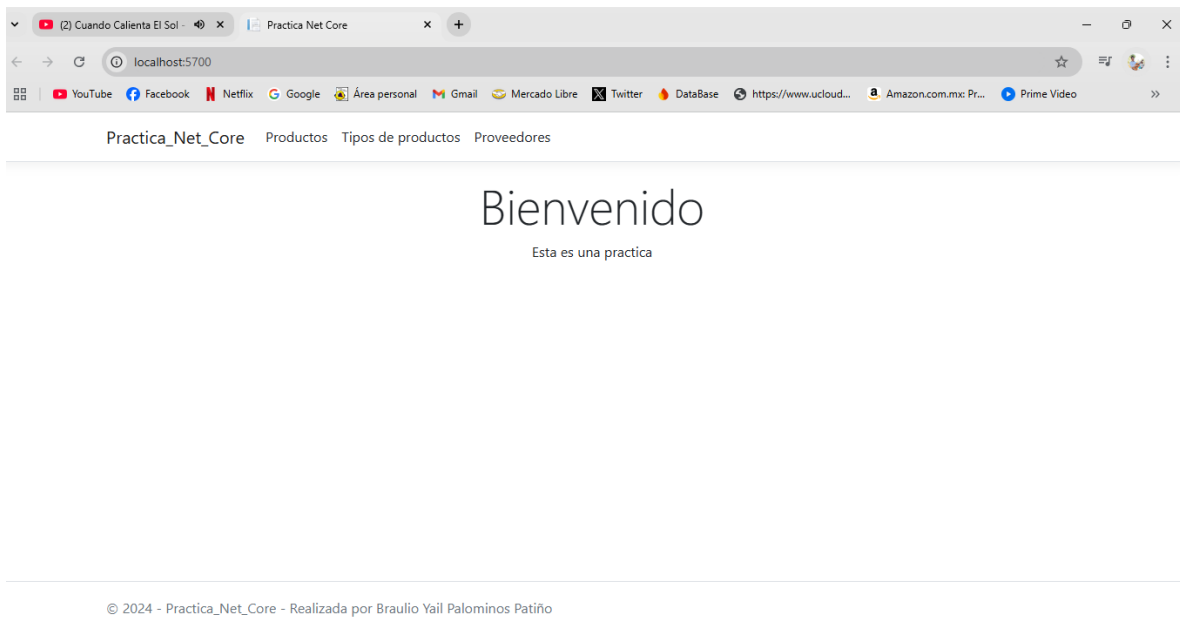 (2) Cuando Calienta El Sol - Practica Net Core
localhost:5700
YouTube Facebook Netflix Google Área personal Gmail Mercado Libre Twitter DataBase https://www.ucloud... Amazon.com.mx: Pr... Prime Video
Practica_Net_Core Productos Tipos de productos Proveedores
Bienvenido
Esta es una practica
© 2024 - Practica_Net_Core - Realizada por Braulio Yail Palominos Patiño